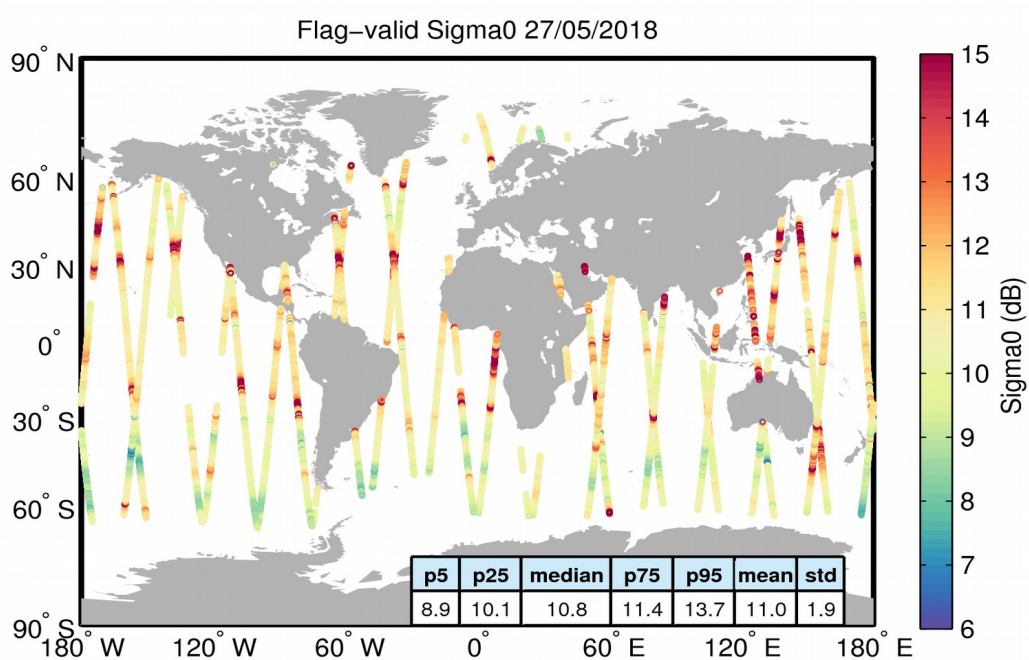 Flag−valid Sigma0 27/05/2018
90° N
60° N
30° N
0°
30° S
60° S
90° S
180° W
120° W
60° W
0°
60° E
120° E
180° E
p5 p25 median p75 p95 mean std
8.9 10.1 10.8 11.4 13.7 11.0 1.9
15
14
13
12
11
10
9
8
7
6
Sigma0 (dB)